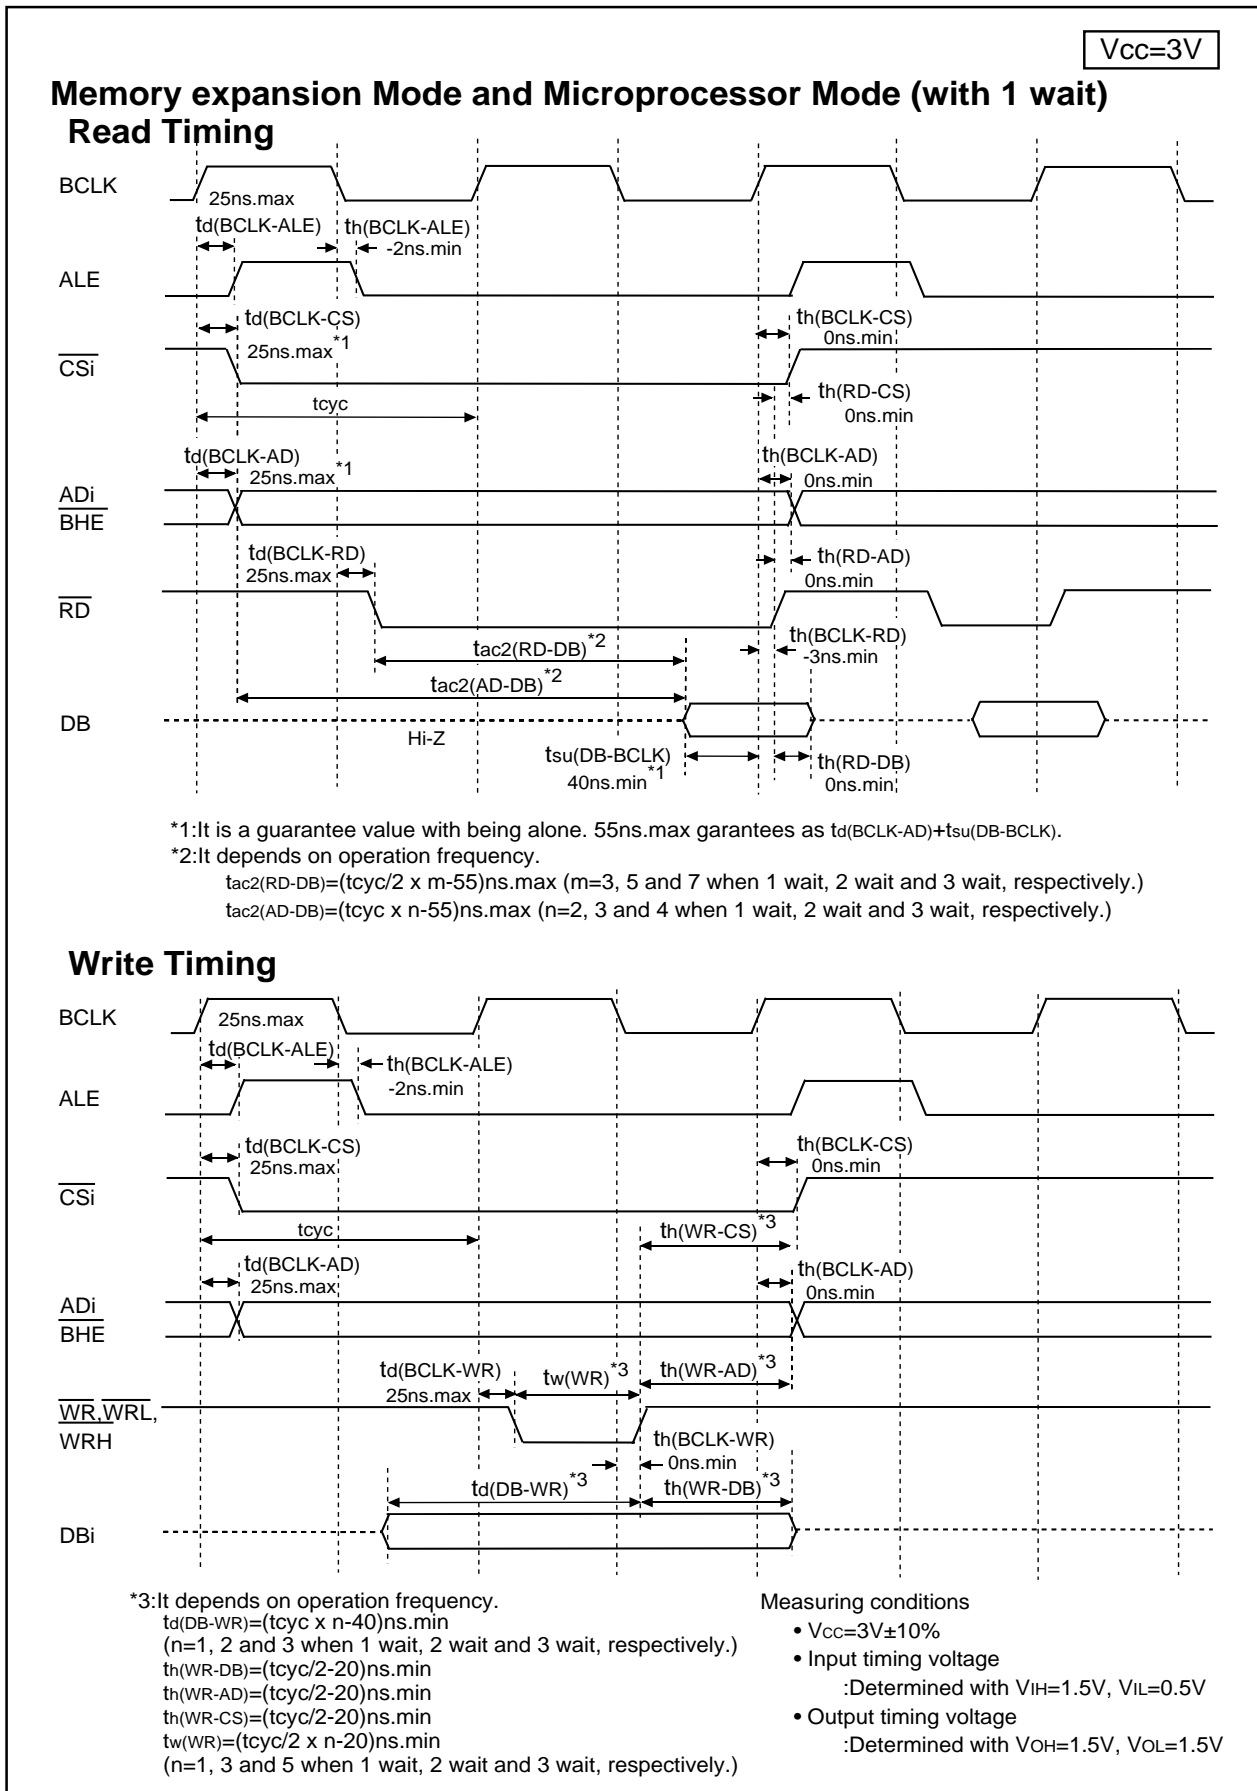 Vcc=3V
Memory expansion Mode and Microprocessor Mode (with 1 wait)
Read Timing
BCLK
25ns.max
td(BCLK-ALE)
th(BCLK-ALE)
-2ns.min
ALE
td(BCLK-CS)
25ns.max*1
th(BCLK-CS)
0ns.min
CSi
th(RD-CS)
0ns.min
tcyc
td(BCLK-AD)
25ns.max*1
th(BCLK-AD)
0ns.min
ADi
BHE
td(BCLK-RD)
25ns.max
th(RD-AD)
0ns.min
RD
tac2(RD-DB)*2
th(BCLK-RD)
-3ns.min
tac2(AD-DB)*2
DB
Hi-Z
tsu(DB-BCLK)
40ns.min*1
th(RD-DB)
0ns.min
*1:It is a guarantee value with being alone. 55ns.max garantees as td(BCLK-AD)+tsu(DB-BCLK).
*2:It depends on operation frequency.
tac2(RD-DB)=(tcyc/2 x m-55)ns.max (m=3, 5 and 7 when 1 wait, 2 wait and 3 wait, respectively.)
tac2(AD-DB)=(tcyc x n-55)ns.max (n=2, 3 and 4 when 1 wait, 2 wait and 3 wait, respectively.)
Write Timing
BCLK
25ns.max
td(BCLK-ALE)
th(BCLK-ALE)
-2ns.min
ALE
td(BCLK-CS)
25ns.max
th(BCLK-CS)
0ns.min
CSi
tcyc
th(WR-CS)*3
td(BCLK-AD)
25ns.max
th(BCLK-AD)
0ns.min
ADi
BHE
td(BCLK-WR)
25ns.max
tw(WR)*3
th(WR-AD)*3
WR,WRL,
WRH
th(BCLK-WR)
0ns.min
td(DB-WR)*3
th(WR-DB)*3
DBi
*3:It depends on operation frequency.
td(DB-WR)=(tcyc x n-40)ns.min
(n=1, 2 and 3 when 1 wait, 2 wait and 3 wait, respectively.)
th(WR-DB)=(tcyc/2-20)ns.min
th(WR-AD)=(tcyc/2-20)ns.min
th(WR-CS)=(tcyc/2-20)ns.min
tw(WR)=(tcyc/2 x n-20)ns.min
(n=1, 3 and 5 when 1 wait, 2 wait and 3 wait, respectively.)
Measuring conditions
• VCC=3V±10%
• Input timing voltage
:Determined with VIH=1.5V, VIL=0.5V
• Output timing voltage
:Determined with VOH=1.5V, VOL=1.5V